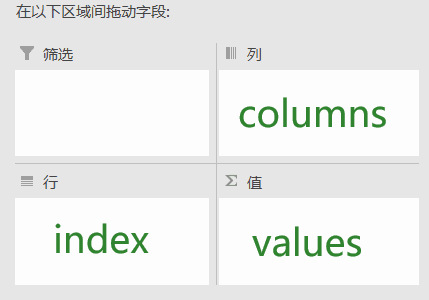 在以下区域间拖动字段:
筛选
列
columns
行
值
index
values